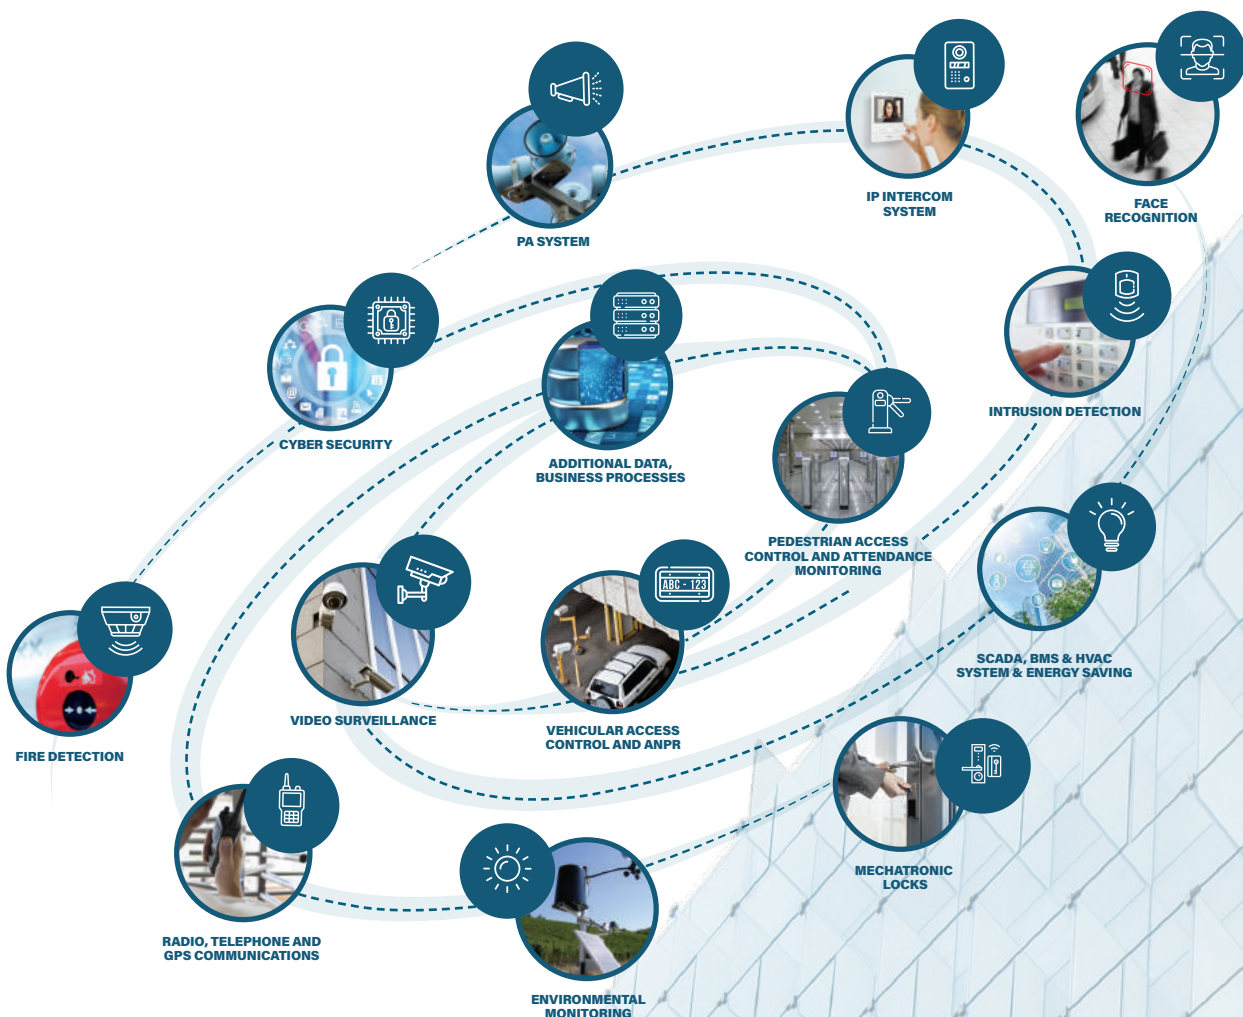 IP INTERCOM
SYSTEM
FACE
RECOGNITION
PA SYSTEM
INTRUSION DETECTION
CYBER SECURITY
ADDITIONAL DATA,
BUSINESS PROCESSES
PEDESTRIAN ACCESS
CONTROL AND ATTENDANCE
MONITORING
ABC - 123
SCADA, BMS & HVAC
SYSTEM & ENERGY SAVING
VIDEO SURVEILLANCE
VEHICULAR ACCESS
CONTROL AND ANPR
FIRE DETECTION
MECHATRONIC
LOCKS
RADIO, TELEPHONE AND
GPS COMMUNICATIONS
ENVIRONMENTAL
MONITORING